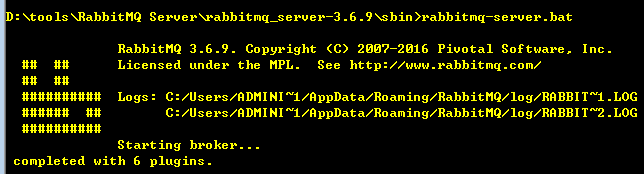 D:\tools\RabbitMQ Server\rabbitmq_server-3.6.9\sbin>rabbitmq-server.bat
RabbitMQ 3.6.9. Copyright (C) 2007-2016 Pivotal Software, Inc.
##  ##      Licensed under the MPL.  See http://www.rabbitmq.com/
##  ##
##########  Logs: C:/Users/ADMINI~1/AppData/Roaming/RabbitMQ/log/RABBIT~1.LOG
######  ##        C:/Users/ADMINI~1/AppData/Roaming/RabbitMQ/log/RABBIT~2.LOG
##########
Starting broker...
completed with 6 plugins.